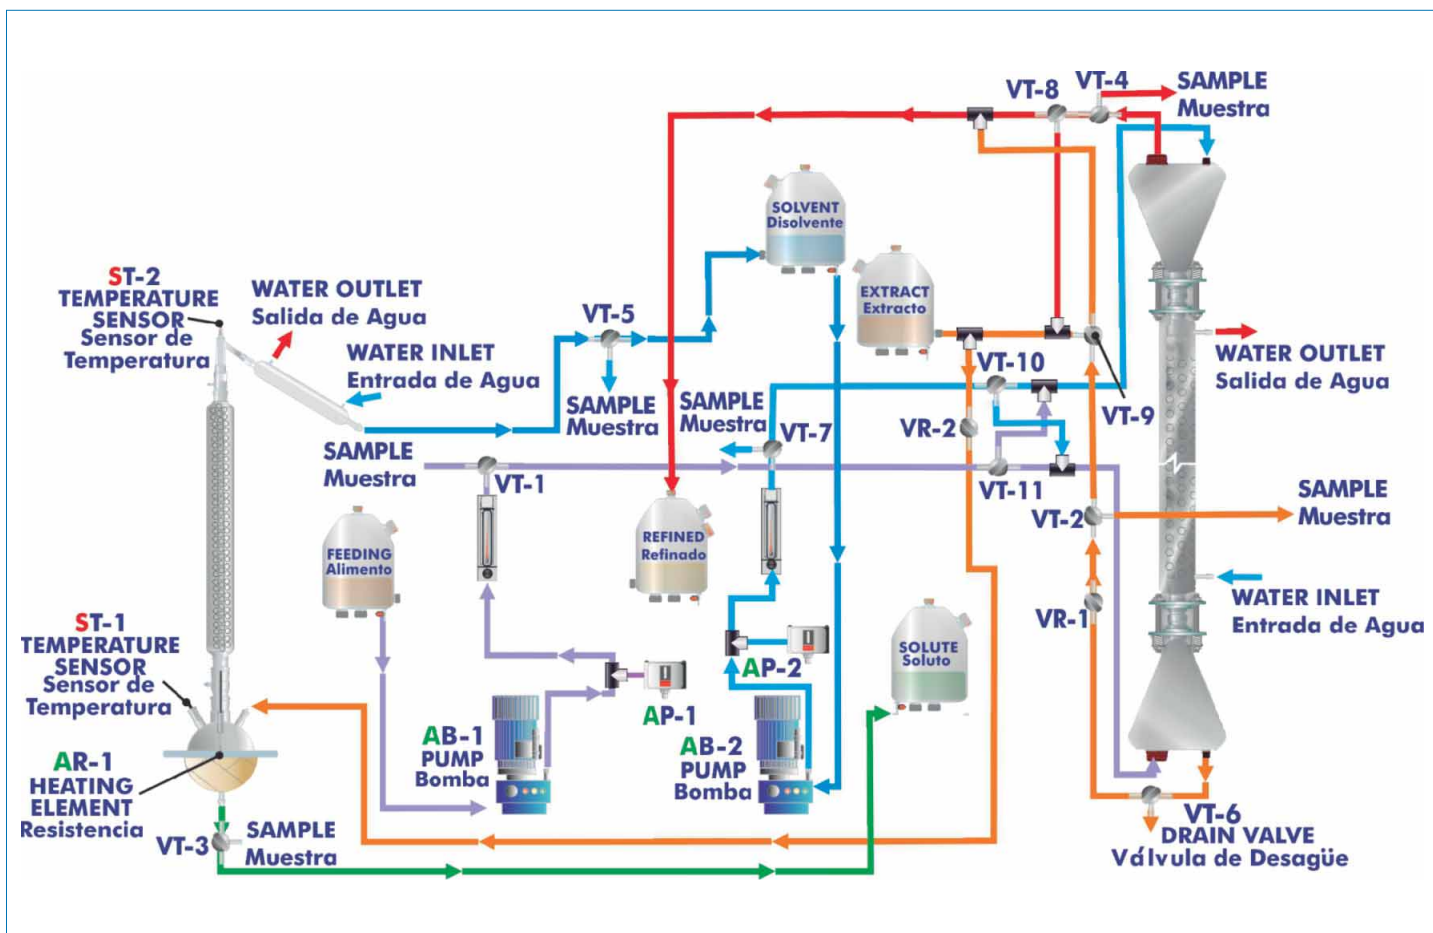 VT-8
VT-4
SAMPLE
Muestra
SOLVENT
Disolvente
ST-2
TEMPERATURE
SENSOR
Sensor de
Temperatura
WATER OUTLET
Salida de Agua
WATER INLET
Entrada de Agua
VT-5
SAMPLE
Muestra
EXTRACT
Extracto
VT-10
VT-9
WATER OUTLET
Salida de Agua
SAMPLE
Muestra
VT-7
VR-2
SAMPLE
Muestra
VT-1
VT-11
VT-2
SAMPLE
Muestra
FEEDING
Alimento
REFINED
Refinado
WATER INLET
Entrada de Agua
VR-1
ST-1
TEMPERATURE
SENSOR
Sensor de
Temperatura
SOLUTE
Soluto
AP-2
AP-1
AB-1
PUMP
Bomba
AB-2
PUMP
Bomba
AR-1
HEATING
ELEMENT
Resistencia
VT-3
SAMPLE
Muestra
VT-6
DRAIN VALVE
Válvula de Desagüe